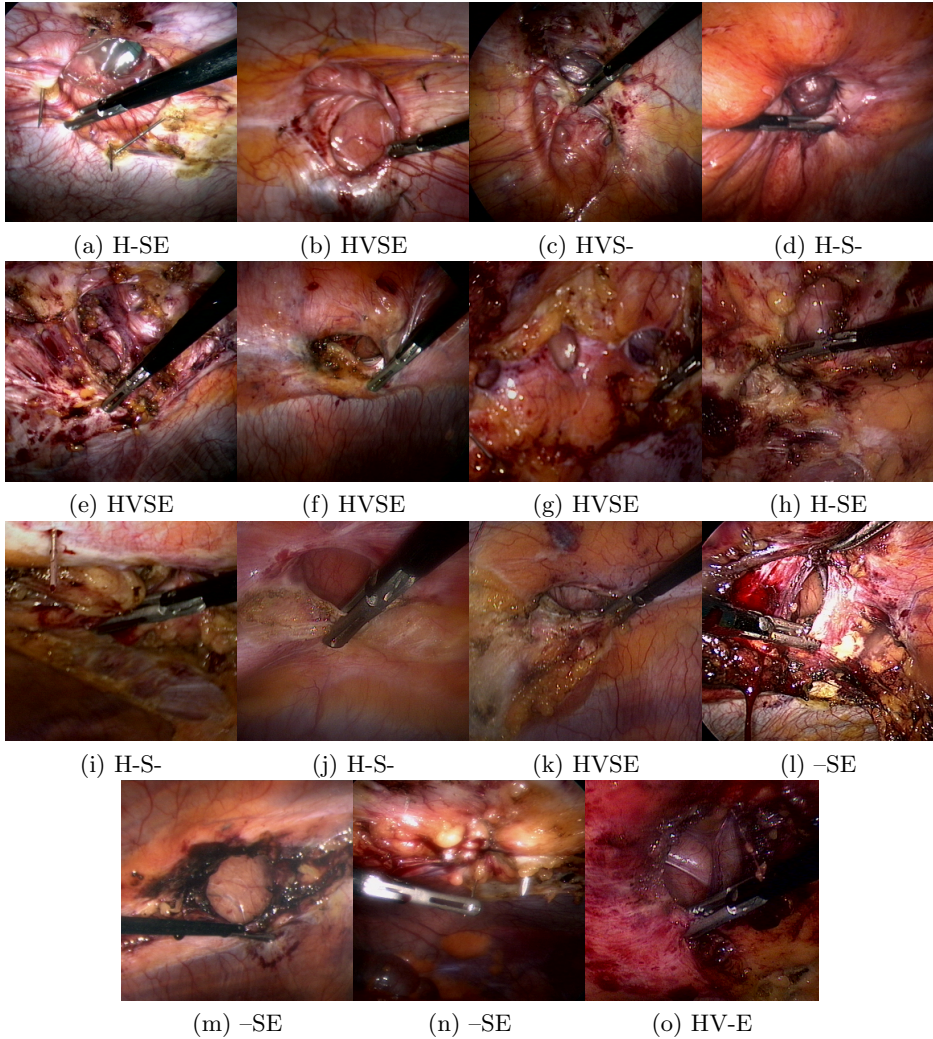 (a) H-SE
(b) HVSE
(c) HVS-
(d) H-S-
(e) HVSE
(f) HVSE
(g) HVSE
(h) H-SE
(i) H-S-
(j) H-S-
(k) HVSE
(l) –SE
(m) –SE
(n) –SE
(o) HV-E